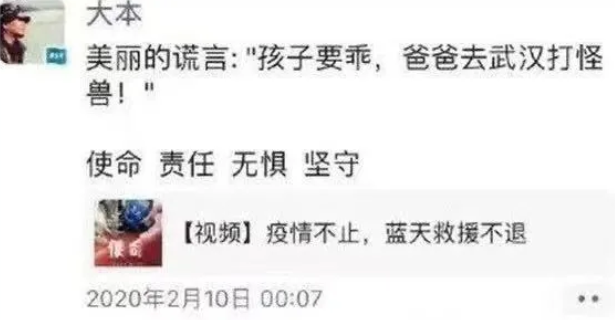 大本
美丽的谎言: "孩子要乖，爸爸去武汉打怪
兽！"
使命 责任 无惧 坚守
使命
【视频】疫情不止，蓝天救援不退
2020年2月10日 00:07